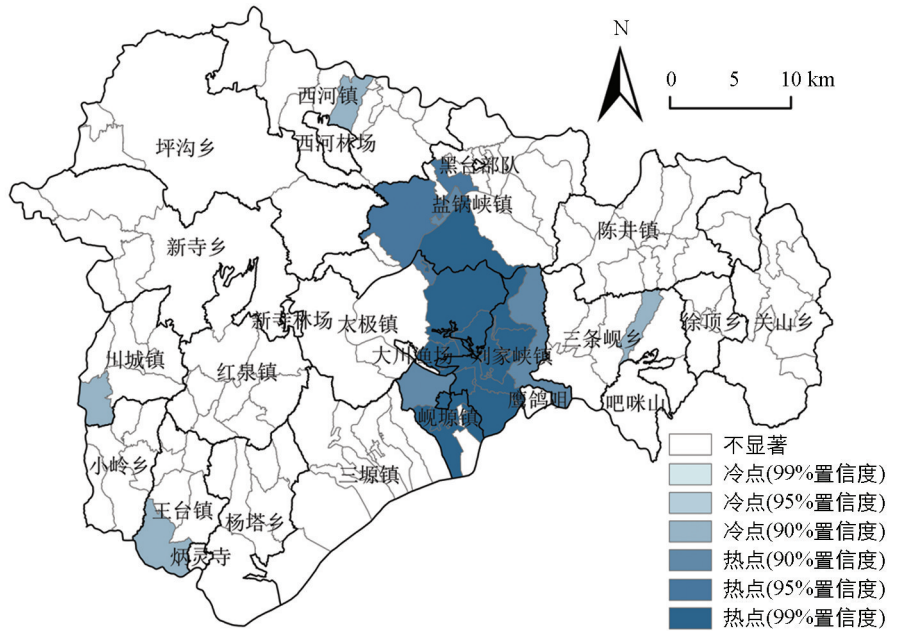 N
0 5 10 km
西河镇
坪沟乡
西河林场
黑台部队
盐锅峡镇
陈井镇
新寺乡
新寺林场
太极镇
三条岘乡
徐顶乡
关山乡
川城镇
红泉镇
大川渔场
刘家峡镇
鹰鸽咀
吧咪山
岘塬镇
小岭乡
三塬镇
王台镇
杨塔乡
炳灵寺
不显著
冷点(99%置信度)
冷点(95%置信度)
冷点(90%置信度)
热点(90%置信度)
热点(95%置信度)
热点(99%置信度)